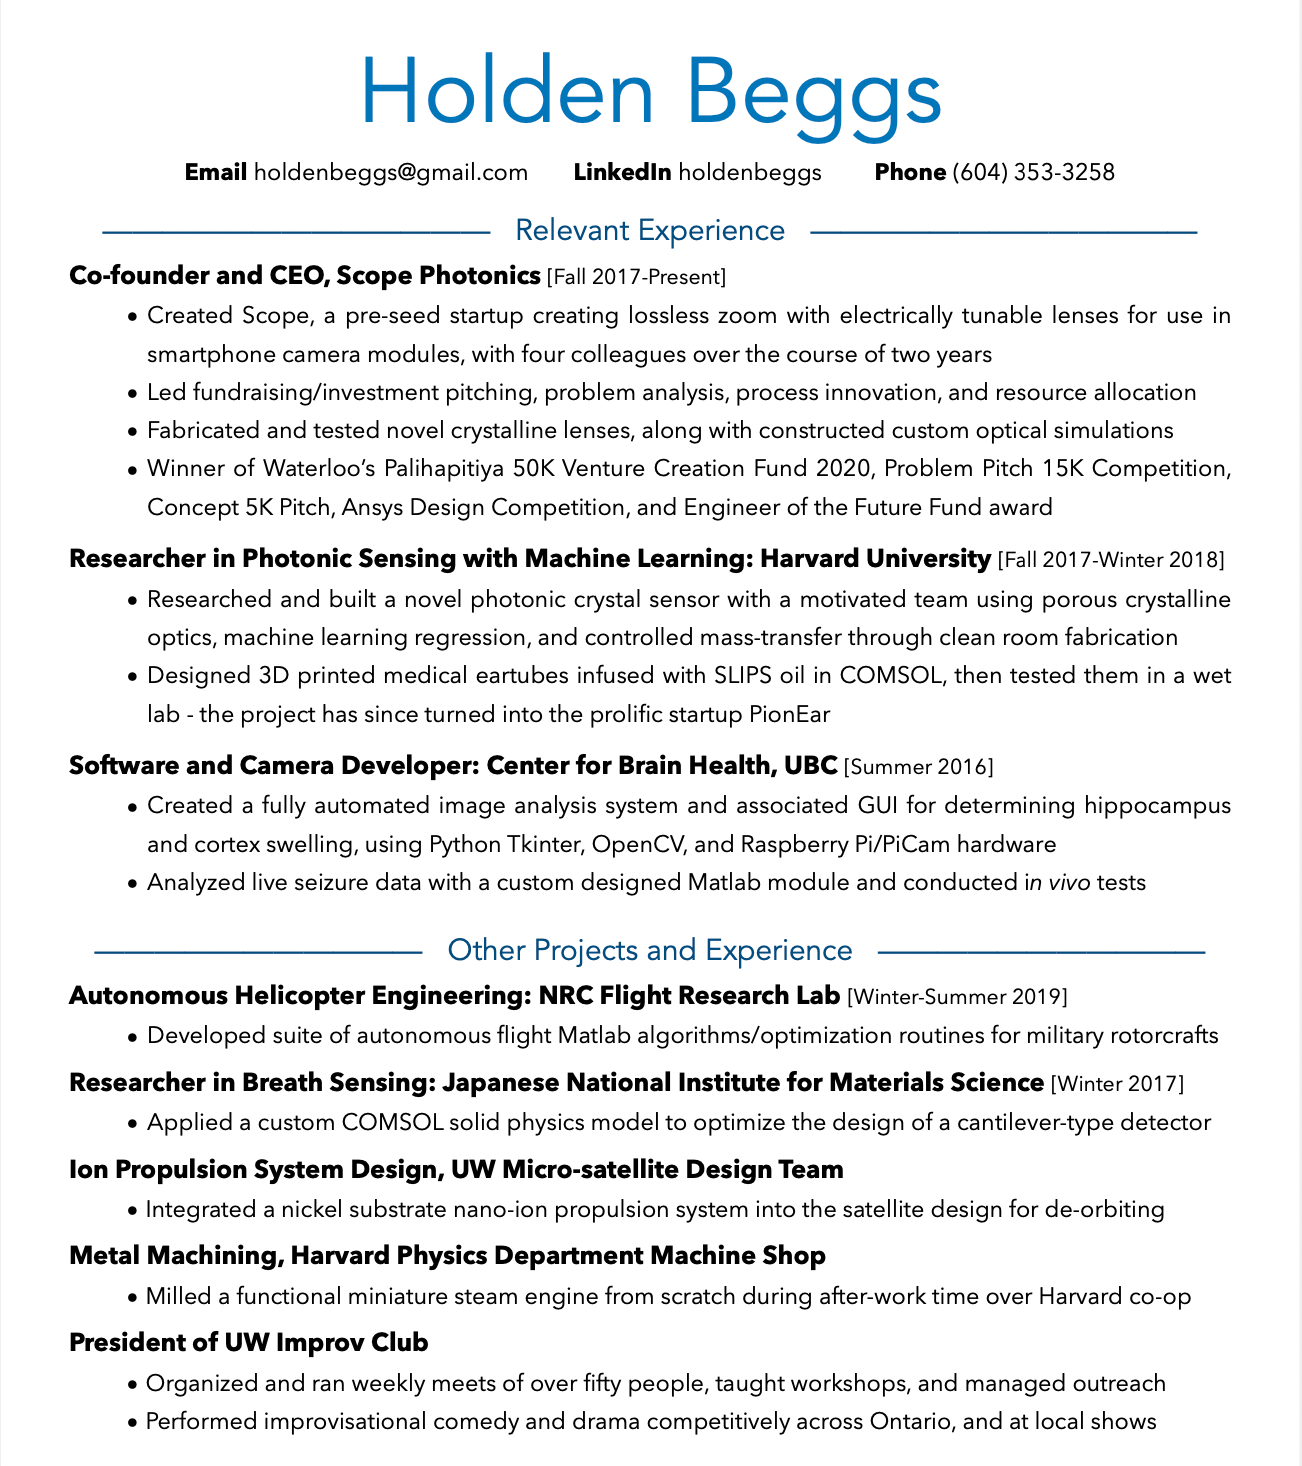 Holden Beggs
Email holdenbeggs@gmail.com LinkedIn holdenbeggs Phone (604) 353-3258
Relevant Experience
Co-founder and CEO, Scope Photonics [Fall 2017-Present]
• Created Scope, a pre-seed startup creating lossless zoom with electrically tunable lenses for use in
smartphone camera modules, with four colleagues over the course of two years
• Led fundraising/investment pitching, problem analysis, process innovation, and resource allocation
• Fabricated and tested novel crystalline lenses, along with constructed custom optical simulations
• Winner of Waterloo’s Palihapitiya 50K Venture Creation Fund 2020, Problem Pitch 15K Competition,
Concept 5K Pitch, Ansys Design Competition, and Engineer of the Future Fund award
Researcher in Photonic Sensing with Machine Learning: Harvard University [Fall 2017-Winter 2018]
• Researched and built a novel photonic crystal sensor with a motivated team using porous crystalline
optics, machine learning regression, and controlled mass-transfer through clean room fabrication
• Designed 3D printed medical eartubes infused with SLIPS oil in COMSOL, then tested them in a wet
lab - the project has since turned into the prolific startup PionEar
Software and Camera Developer: Center for Brain Health, UBC [Summer 2016]
• Created a fully automated image analysis system and associated GUI for determining hippocampus
and cortex swelling, using Python Tkinter, OpenCV, and Raspberry Pi/PiCam hardware
• Analyzed live seizure data with a custom designed Matlab module and conducted in vivo tests
Other Projects and Experience
Autonomous Helicopter Engineering: NRC Flight Research Lab [Winter-Summer 2019]
• Developed suite of autonomous flight Matlab algorithms/optimization routines for military rotorcrafts
Researcher in Breath Sensing: Japanese National Institute for Materials Science [Winter 2017]
• Applied a custom COMSOL solid physics model to optimize the design of a cantilever-type detector
Ion Propulsion System Design, UW Micro-satellite Design Team
• Integrated a nickel substrate nano-ion propulsion system into the satellite design for de-orbiting
Metal Machining, Harvard Physics Department Machine Shop
• Milled a functional miniature steam engine from scratch during after-work time over Harvard co-op
President of UW Improv Club
• Organized and ran weekly meets of over fifty people, taught workshops, and managed outreach
• Performed improvisational comedy and drama competitively across Ontario, and at local shows